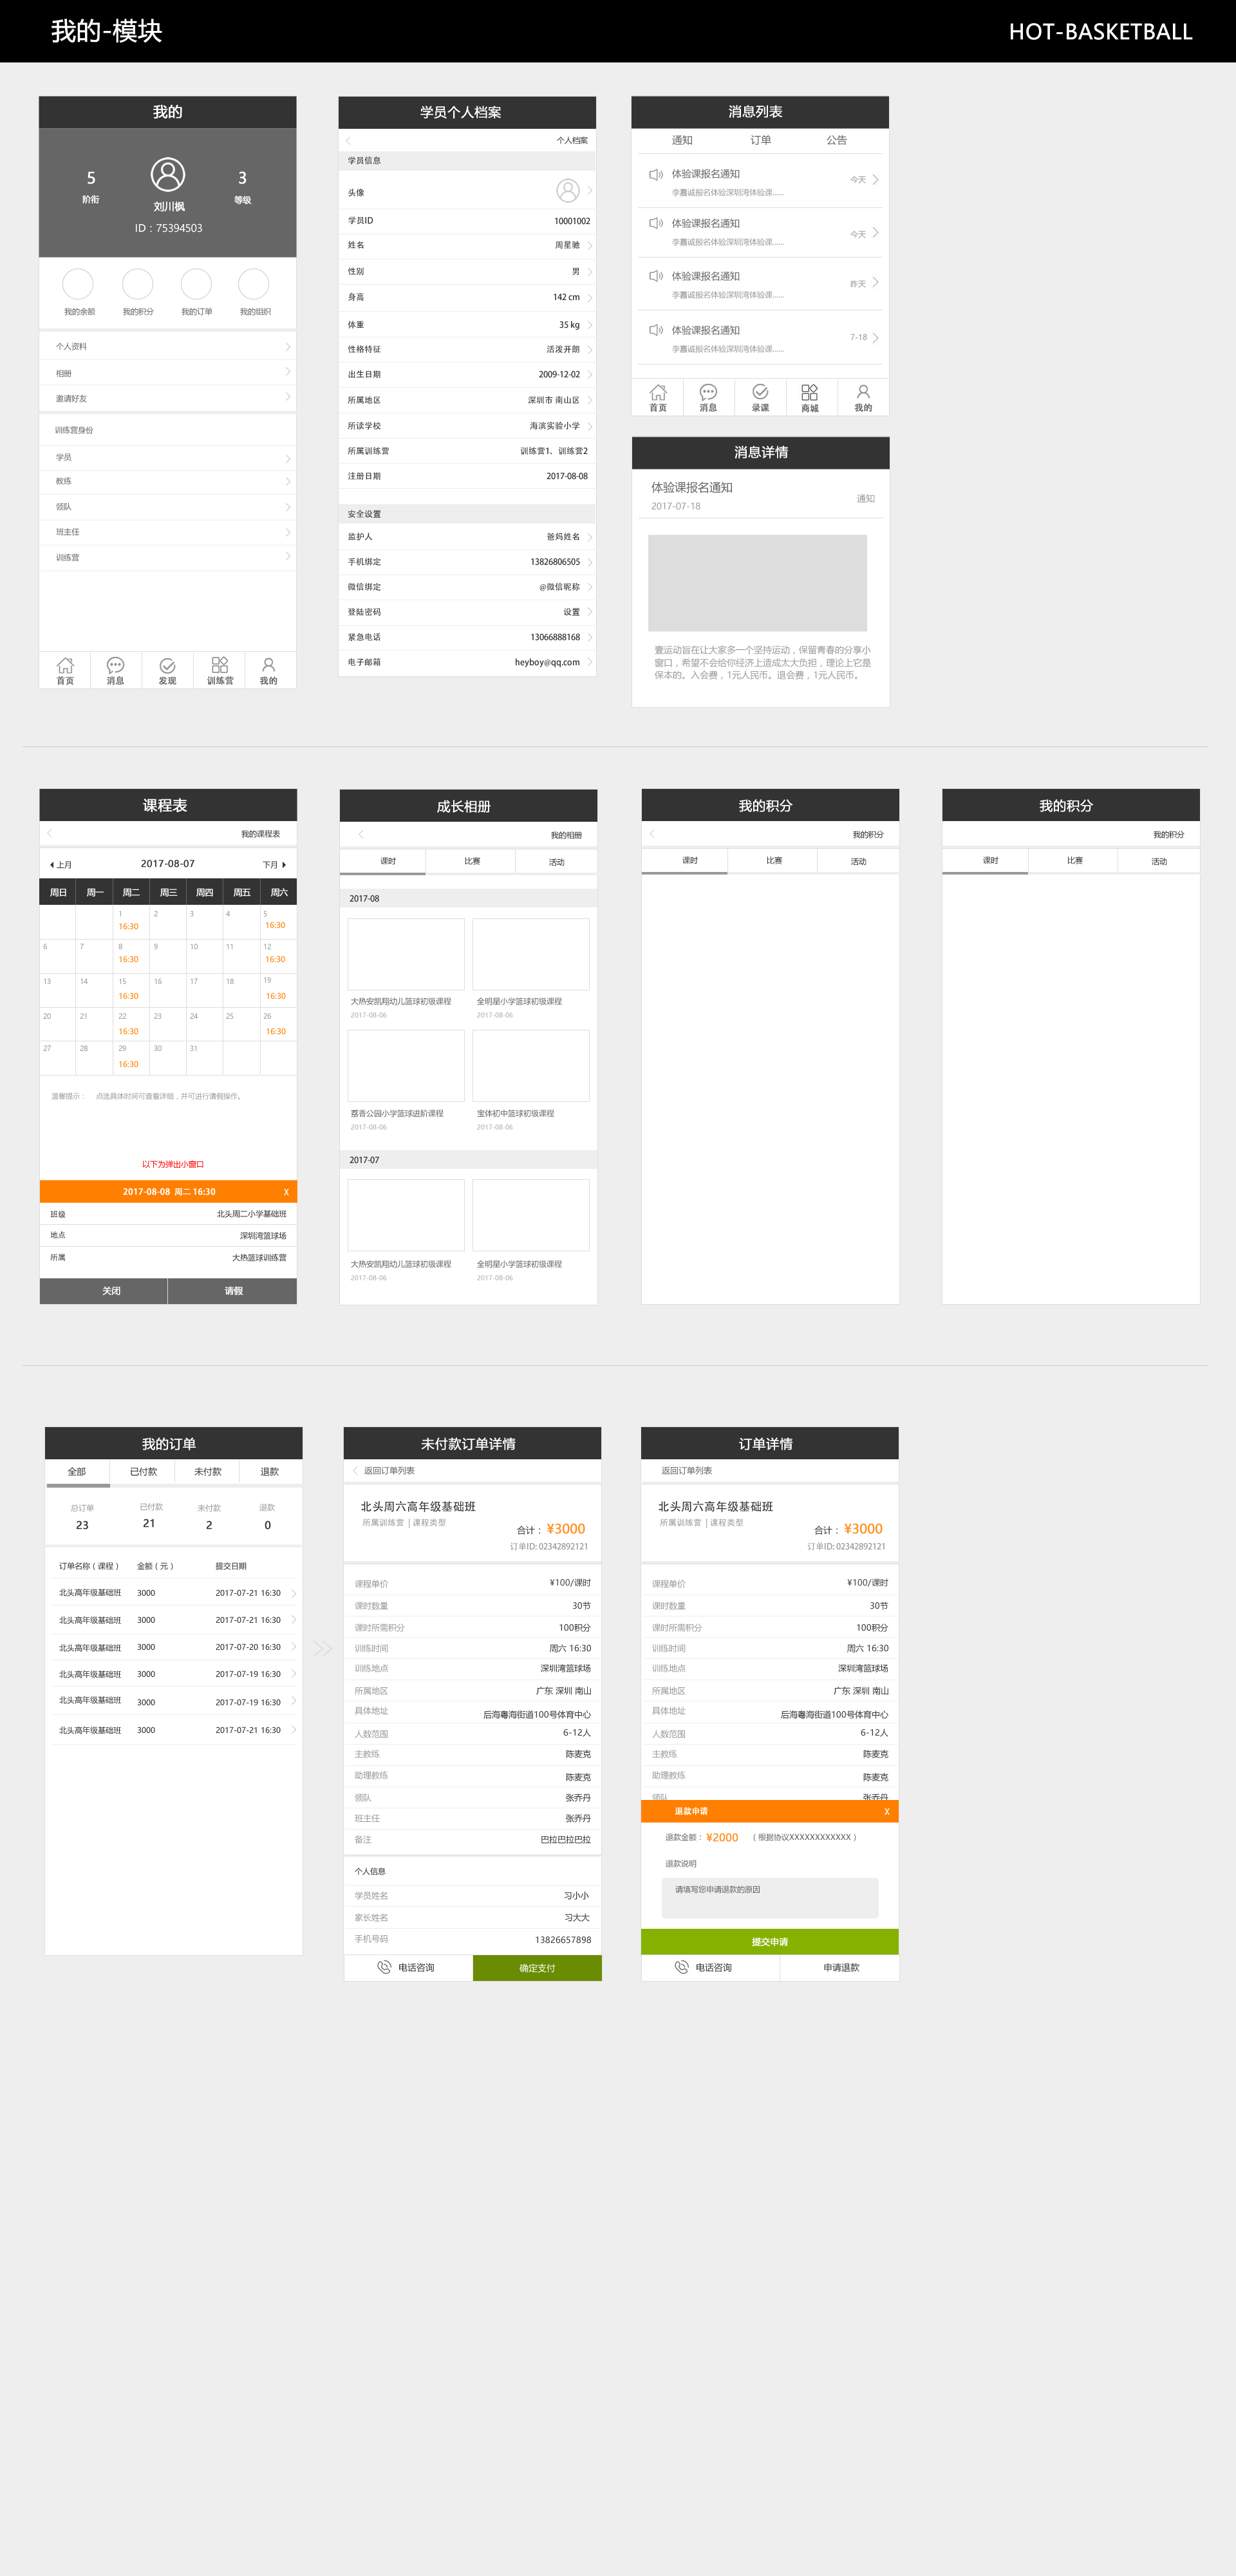 我的-模块
HOT-BASKETBALL
我的
5
阶衔
刘川枫
3
等级
ID：75394503
我的余额
我的积分
我的订单
我的组织
个人资料
相册
邀请好友
训练营身份
学员
教练
领队
班主任
训练营
首页
消息
发现
训练营
我的
学员个人档案
个人档案
学员信息
头像
学员ID 10001002
姓名 周星驰
性别 男
身高 142 cm
体重 35 kg
性格特征 活泼开朗
出生日期 2009-12-02
所属地区 深圳市 南山区
所读学校 海滨实验小学
所属训练营 训练营1、训练营2
注册日期 2017-08-08
安全设置
监护人 爸妈姓名
手机绑定 13826806505
微信绑定 @微信昵称
登陆密码 设置
紧急电话 13066888168
电子邮箱 heyboy@qq.com
消息列表
通知 订单 公告
体验课报名通知
李嘉诚报名体验深圳湾体验课......
今天
体验课报名通知
李嘉诚报名体验深圳湾体验课......
今天
体验课报名通知
李嘉诚报名体验深圳湾体验课......
昨天
体验课报名通知
李嘉诚报名体验深圳湾体验课......
7-18
首页
消息
录课
商城
我的
消息详情
体验课报名通知
2017-07-18
通知
壹运动旨在让大家多一个坚持运动，保留青春的分享小
窗口，希望不会给你经济上造成太大负担，理论上它是
保本的。入会费，1元人民币。退会费，1元人民币。
课程表
我的课程表
上月 2017-08-07 下月
周日 周一 周二 周三 周四 周五 周六
1 2 3 4 5
16:30 16:30
6 7 8 9 10 11 12
16:30 16:30
13 14 15 16 17 18 19
16:30 16:30
20 21 22 23 24 25 26
16:30 16:30
27 28 29 30 31
16:30
温馨提示： 点选具体时间可查看详细，并可进行请假操作。
以下为弹出小窗口
2017-08-08 周二 16:30 X
班级 北头周二小学基础班
地点 深圳湾篮球场
所属 大热篮球训练营
关闭 请假
成长相册
我的相册
课时 比赛 活动
2017-08
大热安凯翔幼儿篮球初级课程
2017-08-06
全明星小学篮球初级课程
2017-08-06
荔香公园小学篮球进阶课程
2017-08-06
宝体初中篮球初级课程
2017-08-06
2017-07
大热安凯翔幼儿篮球初级课程
2017-08-06
全明星小学篮球初级课程
2017-08-06
我的积分
我的积分
课时 比赛 活动
我的积分
我的积分
课时 比赛 活动
我的订单
全部 已付款 未付款 退款
总订单 已付款 未付款 退款
23 21 2 0
订单名称（课程） 金额（元） 提交日期
北头高年级基础班 3000 2017-07-21 16:30
北头高年级基础班 3000 2017-07-21 16:30
北头高年级基础班 3000 2017-07-20 16:30
北头高年级基础班 3000 2017-07-19 16:30
北头高年级基础班 3000 2017-07-19 16:30
北头高年级基础班 3000 2017-07-21 16:30
未付款订单详情
返回订单列表
北头周六高年级基础班
所属训练营 | 课程类型
合计： ¥3000
订单ID: 02342892121
课程单价 ¥100/课时
课时数量 30节
课时所需积分 100积分
训练时间 周六 16:30
训练地点 深圳湾篮球场
所属地区 广东 深圳 南山
具体地址 后海粤海街道100号体育中心
人数范围 6-12人
主教练 陈麦克
助理教练 陈麦克
领队 张乔丹
班主任 张乔丹
备注 巴拉巴拉巴拉
个人信息
学员姓名 习小小
家长姓名 习大大
手机号码 13826657898
电话咨询 确定支付
订单详情
返回订单列表
北头周六高年级基础班
所属训练营 | 课程类型
合计： ¥3000
订单ID: 02342892121
课程单价 ¥100/课时
课时数量 30节
课时所需积分 100积分
训练时间 周六 16:30
训练地点 深圳湾篮球场
所属地区 广东 深圳 南山
具体地址 后海粤海街道100号体育中心
人数范围 6-12人
主教练 陈麦克
助理教练 陈麦克
领队 张乔丹
退款申请 X
退款金额： ¥2000 （根据协议XXXXXXXXXXXX）
退款说明
请填写您申请退款的原因
提交申请
电话咨询 申请退款